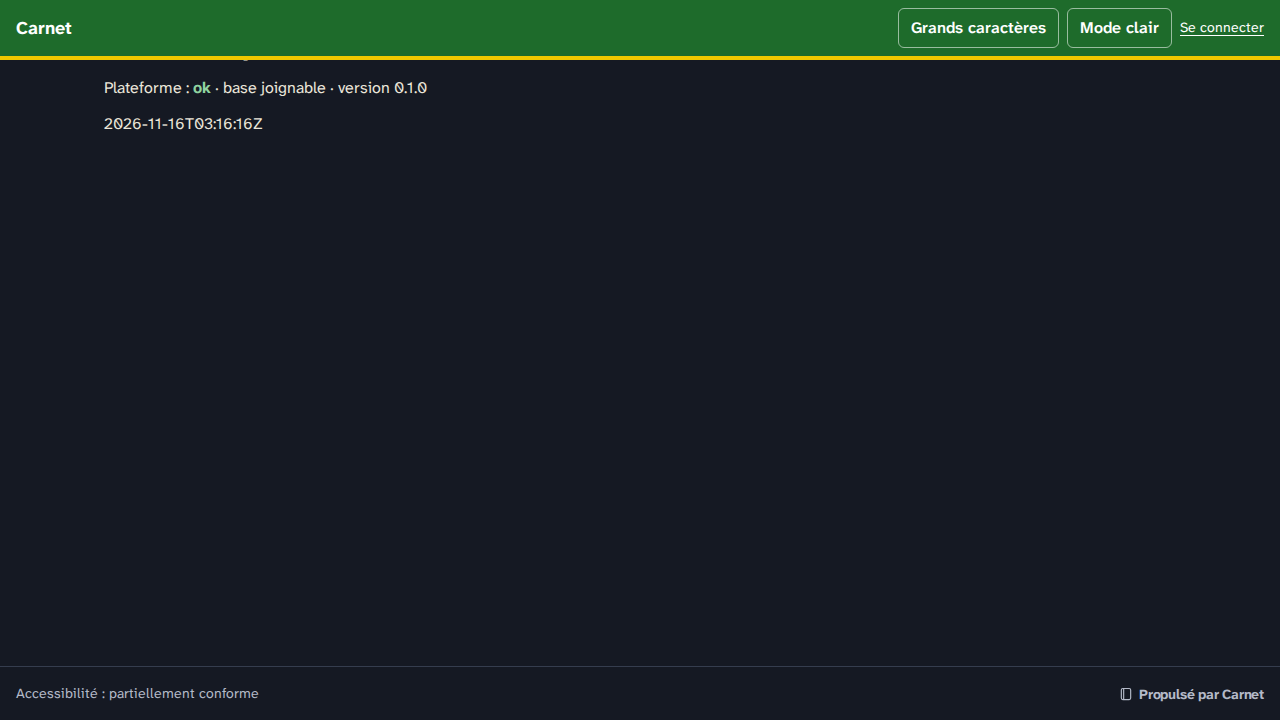 Carnet
Grands caractères
Mode clair
Se connecter
Plateforme : ok · base joignable · version 0.1.0
2026-11-16T03:16:16Z
Accessibilité : partiellement conforme
Propulsé par Carnet